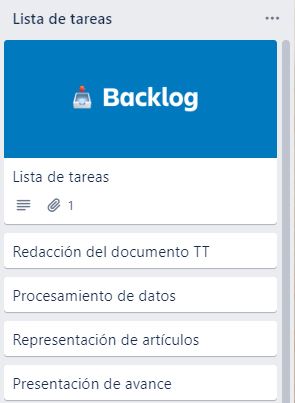 Lista de tareas
Backlog
Lista de tareas
1
Redacción del documento TT
Procesamiento de datos
Representación de artículos
Presentación de avance